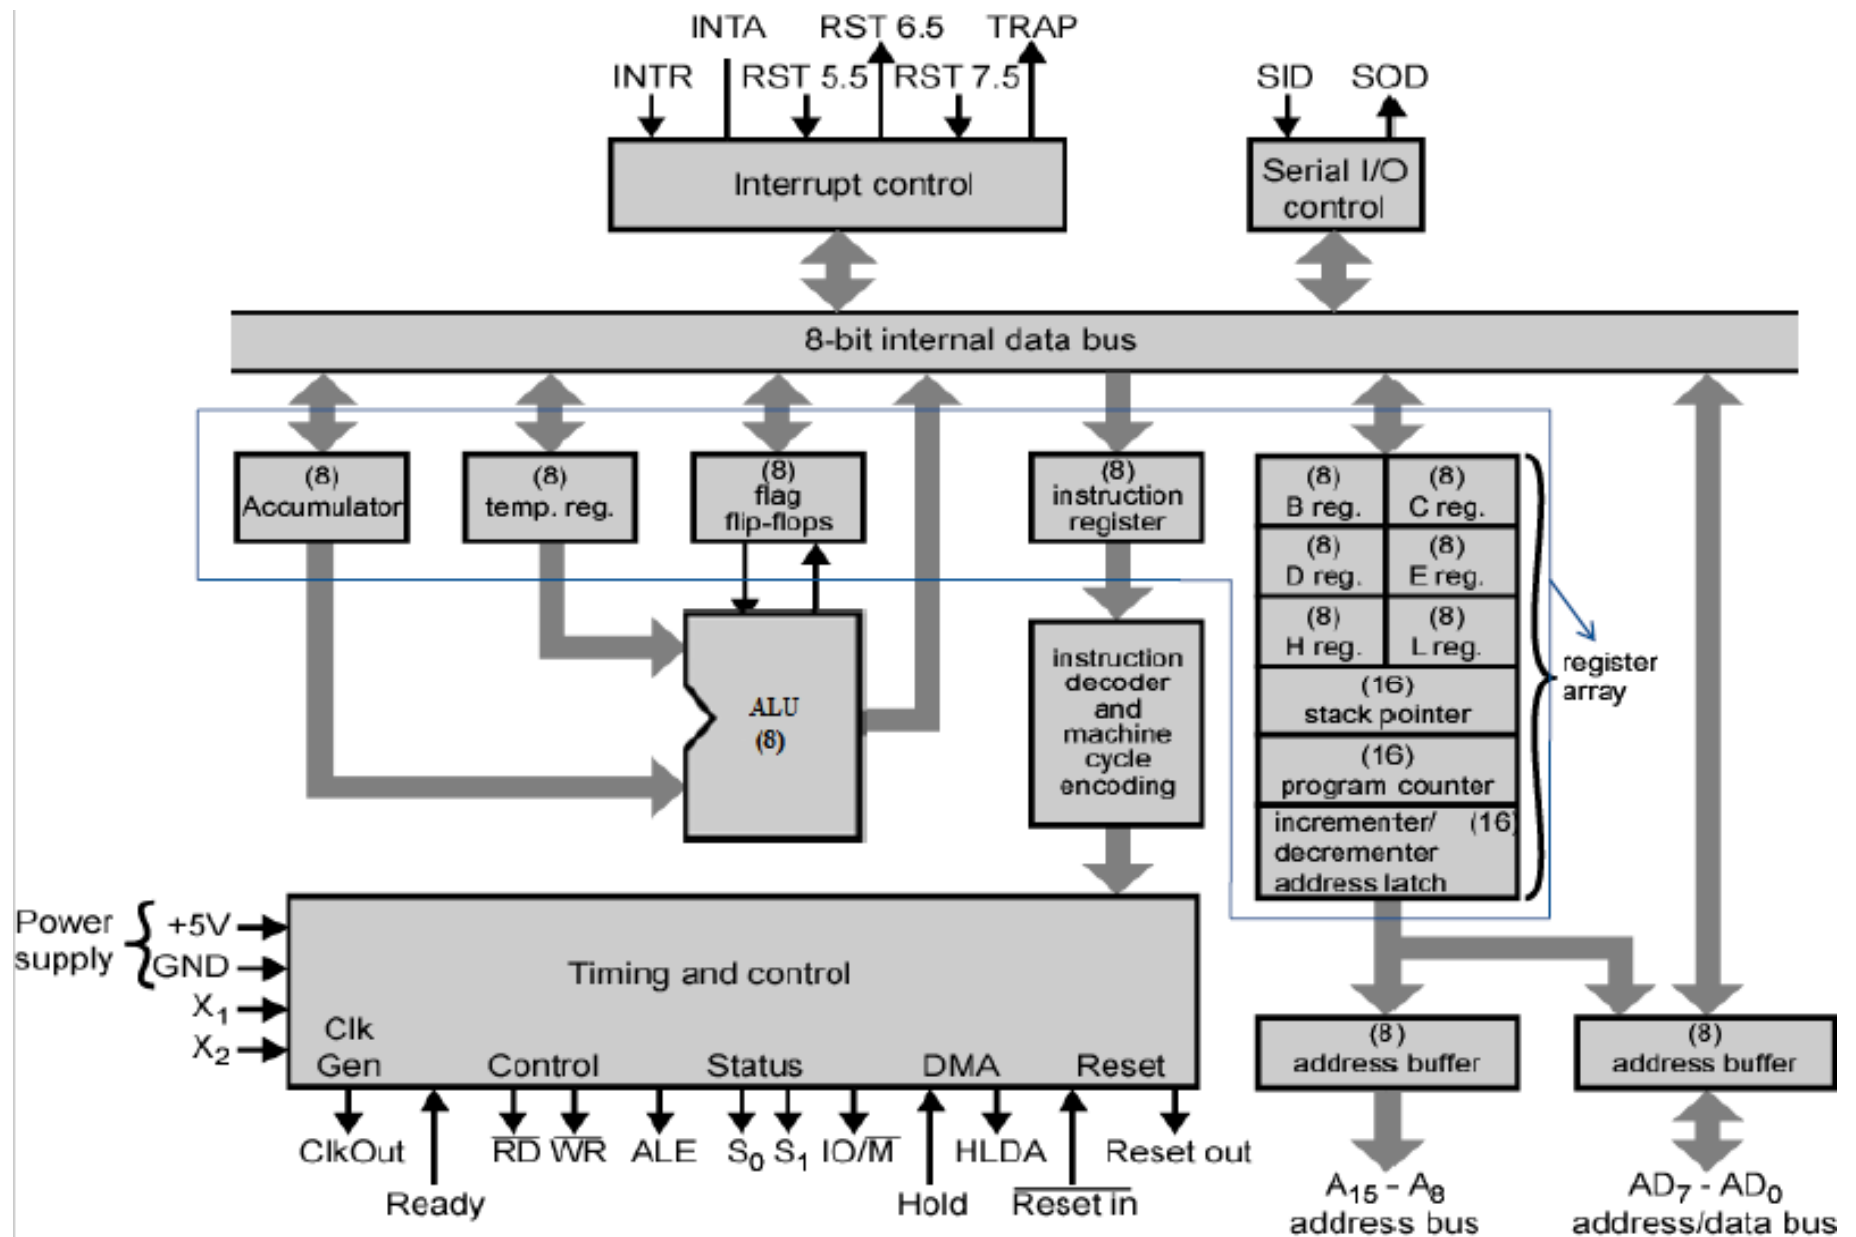 INTA RST 6.5 TRAP
INTR RST 5.5 RST 7.5 SID SOD
Interrupt control
Serial I/O
control
8-bit internal data bus
(8)
Accumulator
(8)
temp. reg.
(8)
flag
flip-flops
(8)
instruction
register
(8)
B reg.
(8)
C reg.
(8)
D reg.
(8)
E reg.
(8)
H reg.
(8)
L reg.
(16)
stack pointer
(16)
program counter
incrementer/ (16)
decrementer
address latch
register
array
ALU
(8)
instruction
decoder
and
machine
cycle
encoding
Power
supply
+5V
GND
X1
X2
Timing and control
Clk
Gen
Control
Status
DMA
Reset
ClkOut
Ready
R̅D̅
W̅R̅
ALE
S0
S1
IO/M̅
Hold
HLDA
R̅e̅s̅e̅t̅ ̅i̅n̅
Reset out
(8)
address buffer
(8)
address buffer
A15 - A8
address bus
AD7 - AD0
address/data bus